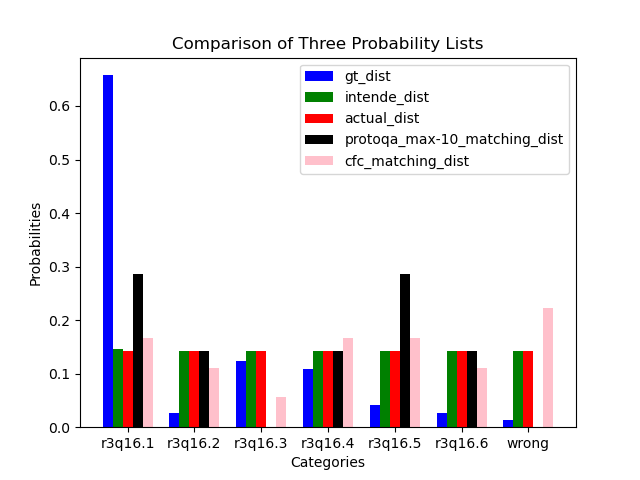 Comparison of Three Probability Lists
gt_dist
intende_dist
actual_dist
protoqa_max-10_matching_dist
cfc_matching_dist
Probabilities
0.6
0.5
0.4
0.3
0.2
0.1
0.0
r3q16.1 r3q16.2 r3q16.3 r3q16.4 r3q16.5 r3q16.6 wrong
Categories